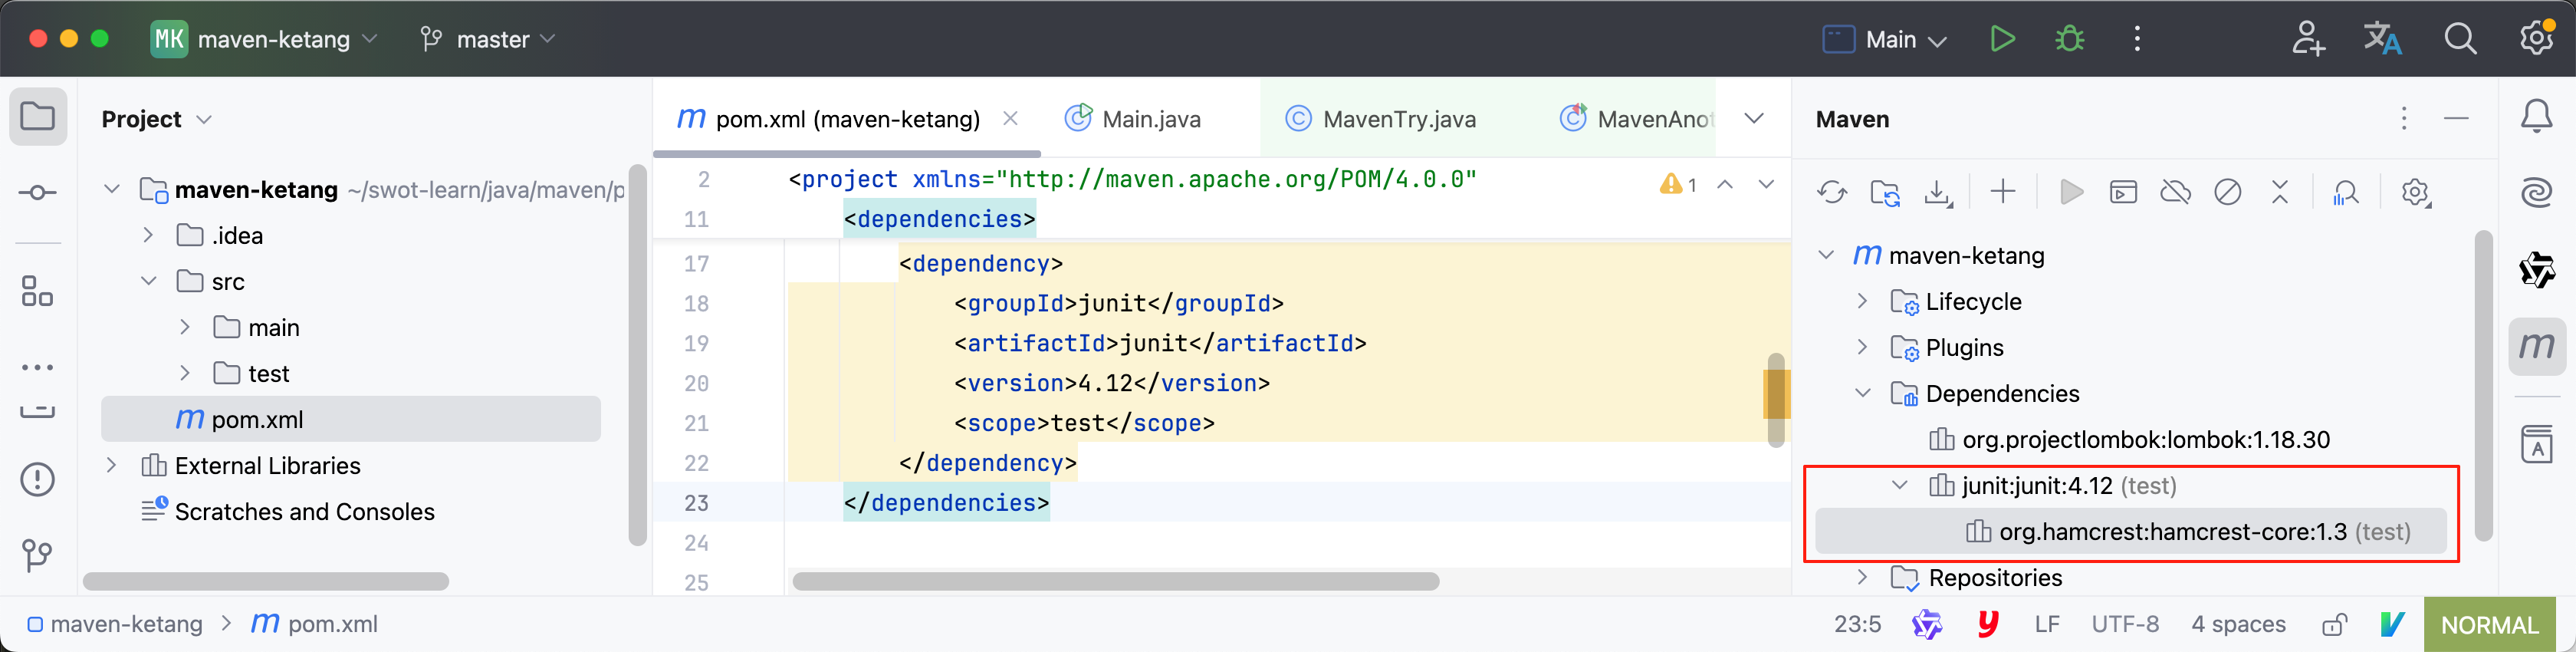 MK maven-ketang master Main
Project
maven-ketang ~/swot-learn/java/maven/p
.idea
src
main
test
pom.xml
External Libraries
Scratches and Consoles
pom.xml (maven-ketang) Main.java MavenTry.java MavenAnot
2 <project xmlns="http://maven.apache.org/POM/4.0.0" 1
11 <dependencies>
17 <dependency>
18 <groupId>junit</groupId>
19 <artifactId>junit</artifactId>
20 <version>4.12</version>
21 <scope>test</scope>
22 </dependency>
23 </dependencies>
24
25
Maven
maven-ketang
Lifecycle
Plugins
Dependencies
org.projectlombok:lombok:1.18.30
junit:junit:4.12 (test)
org.hamcrest:hamcrest-core:1.3 (test)
Repositories
maven-ketang > pom.xml 23:5 LF UTF-8 4 spaces NORMAL